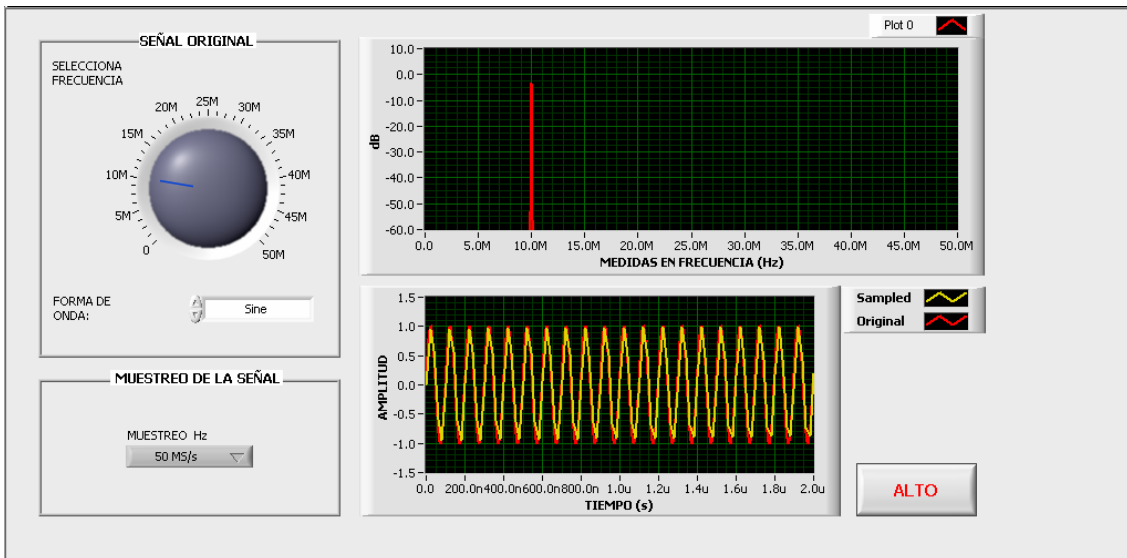 SEÑAL ORIGINAL
SELECCIONA
FRECUENCIA
0
5M
10M
15M
20M
25M
30M
35M
40M
45M
50M
FORMA DE
ONDA:
Sine
MUESTREO DE LA SEÑAL
MUESTREO Hz
50 MS/s
Plot 0
dB
10.0
0.0
-10.0
-20.0
-30.0
-40.0
-50.0
-60.0
0.0 5.0M 10.0M 15.0M 20.0M 25.0M 30.0M 35.0M 40.0M 45.0M 50.0M
MEDIDAS EN FRECUENCIA (Hz)
Sampled
Original
AMPLITUD
1.5
1.0
0.5
0.0
-0.5
-1.0
-1.5
0.0 200.0n 400.0n 600.0n 800.0n 1.0u 1.2u 1.4u 1.6u 1.8u 2.0u
TIEMPO (s)
ALTO